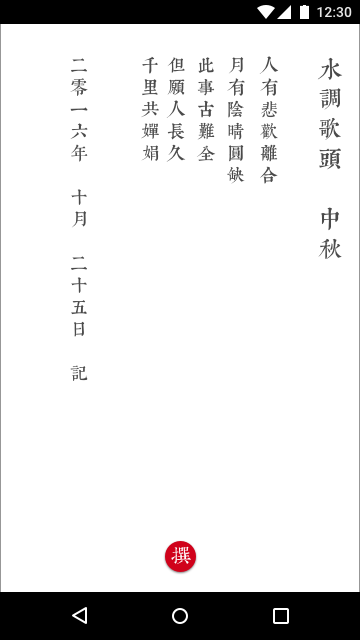 12:30
水調歌頭 中秋
人有悲歡離合
月有陰晴圓缺
此事古難全
但願人長久
千里共嬋娟
二零一六年 十月 二十五日 記
撰